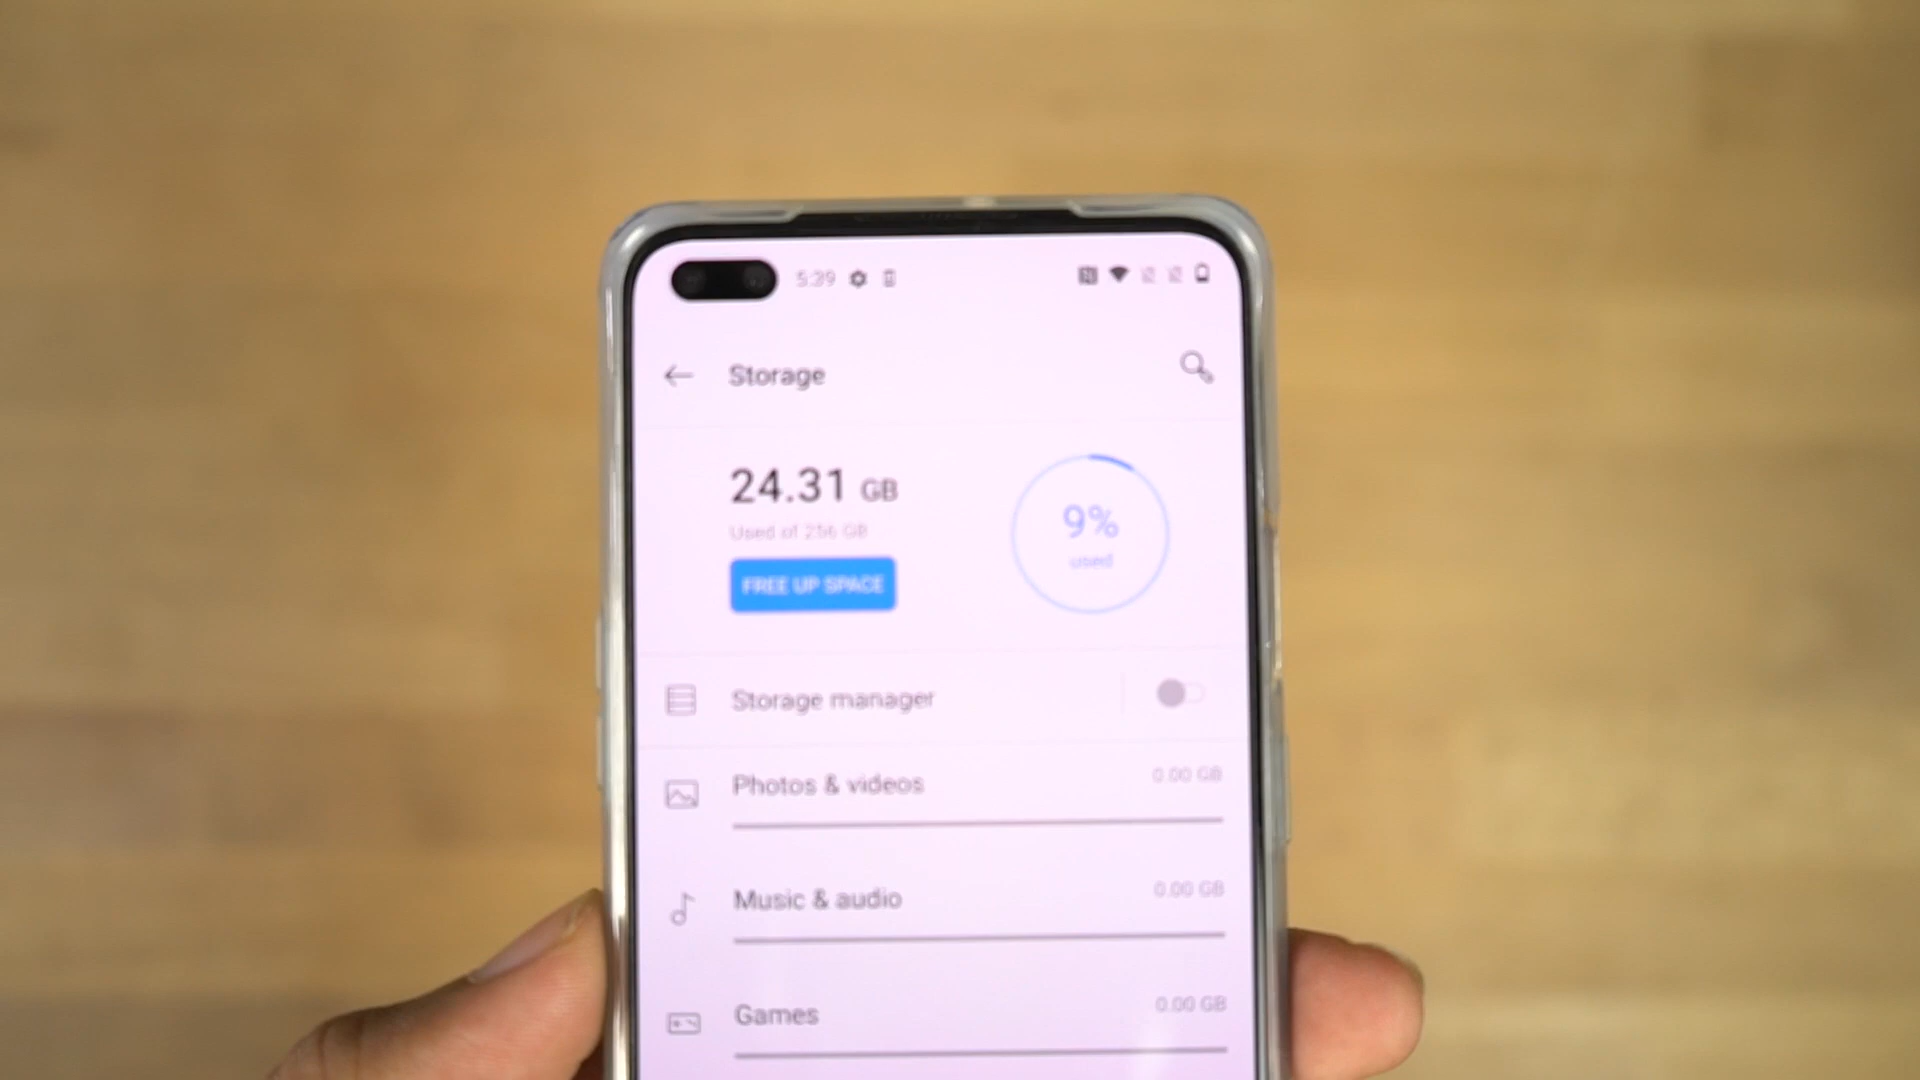 5:39
Storage
24.31 GB
Used of 256 GB
9%
used
FREE UP SPACE
Storage manager
Photos & videos
0.00 GB
Music & audio
0.00 GB
Games
0.00 GB